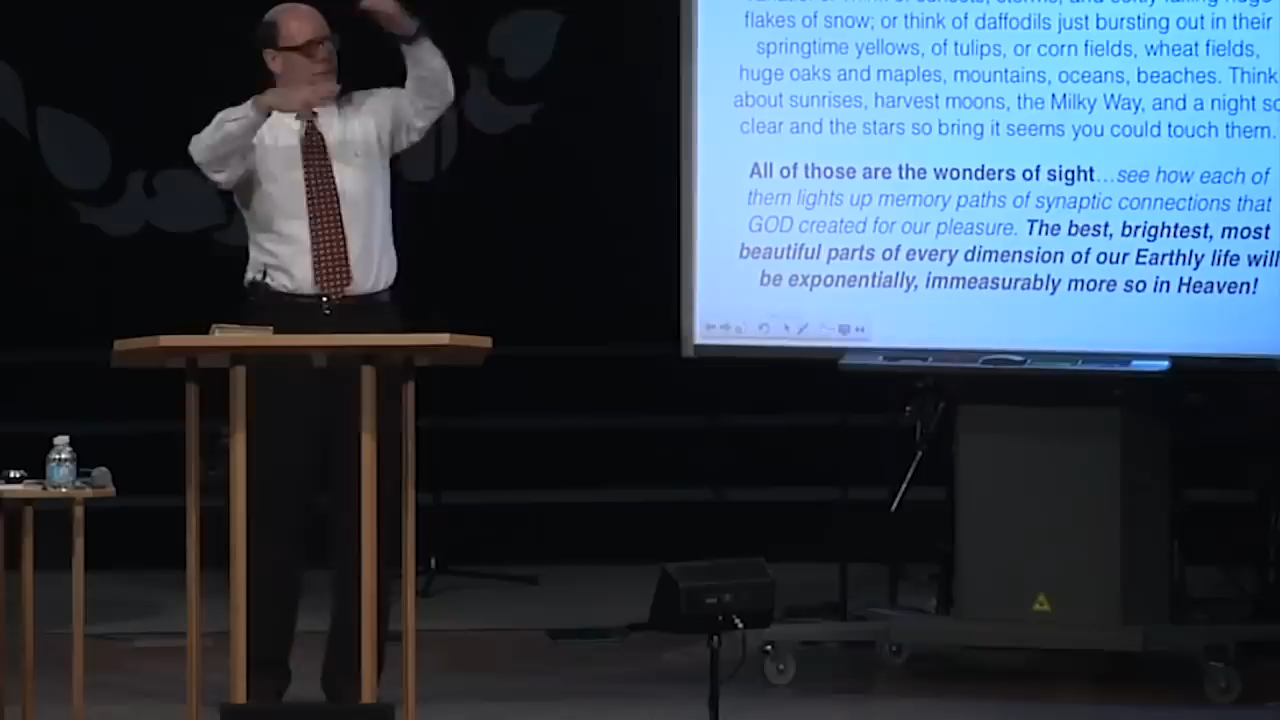 flakes of snow; or think of daffodils just bursting out in their
springtime yellows, of tulips, or corn fields, wheat fields,
huge oaks and maples, mountains, oceans, beaches. Think
about sunrises, harvest moons, the Milky Way, and a night so
clear and the stars so bring it seems you could touch them.
All of those are the wonders of sight...see how each of
them lights up memory paths of synaptic connections that
GOD created for our pleasure. The best, brightest, most
beautiful parts of every dimension of our Earthly life will
be exponentially, immeasurably more so in Heaven!